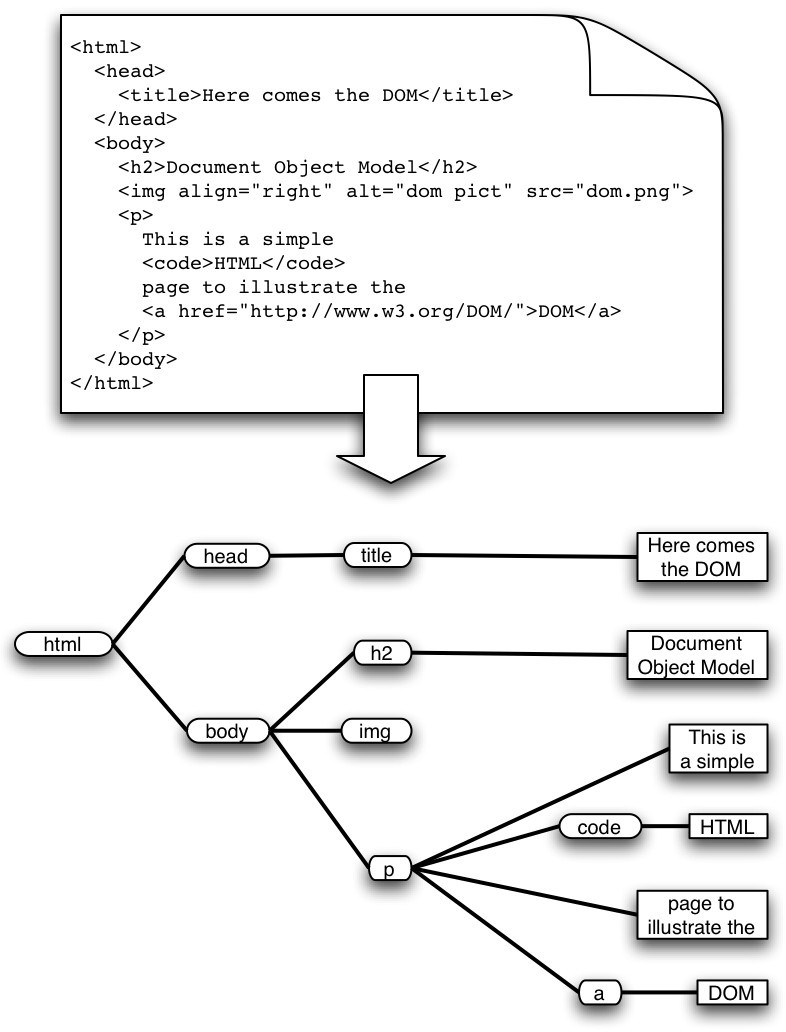 <html>
  <head>
    <title>Here comes the DOM</title>
  </head>
  <body>
    <h2>Document Object Model</h2>
    <img align="right" alt="dom pict" src="dom.png">
    <p>
      This is a simple
      <code>HTML</code>
      page to illustrate the
      <a href="http://www.w3.org/DOM/">DOM</a>
    </p>
  </body>
</html>
head
title
Here comes
the DOM
html
h2
Document
Object Model
body
img
This is
a simple
code
HTML
p
page to
illustrate the
a
DOM